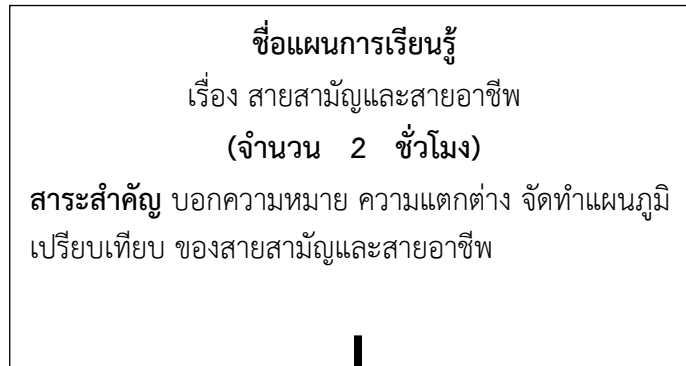 ชื่อแผนการเรียนรู้
เรื่อง สายสามัญและสายอาชีพ
(จำนวน 2 ชั่วโมง)
สาระสำคัญ บอกความหมาย ความแตกต่าง จัดทำแผนภูมิ
เปรียบเทียบ ของสายสามัญและสายอาชีพ